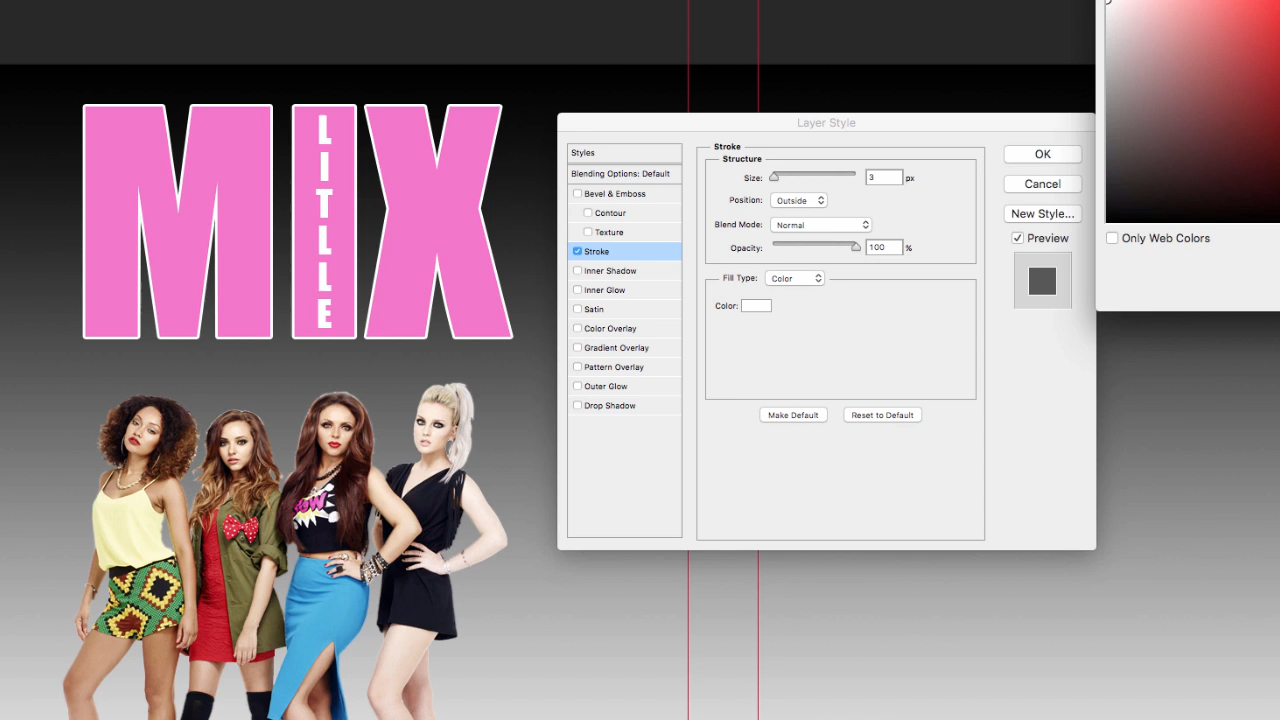 MIX
LITLLE
Layer Style
Styles
Blending Options: Default
Bevel & Emboss
Contour
Texture
Stroke
Inner Shadow
Inner Glow
Satin
Color Overlay
Gradient Overlay
Pattern Overlay
Outer Glow
Drop Shadow
Stroke
Structure
Size: 3 px
Position: Outside
Blend Mode: Normal
Opacity: 100 %
Fill Type: Color
Color:
Make Default Reset to Default
OK
Cancel
New Style...
Preview
Only Web Colors